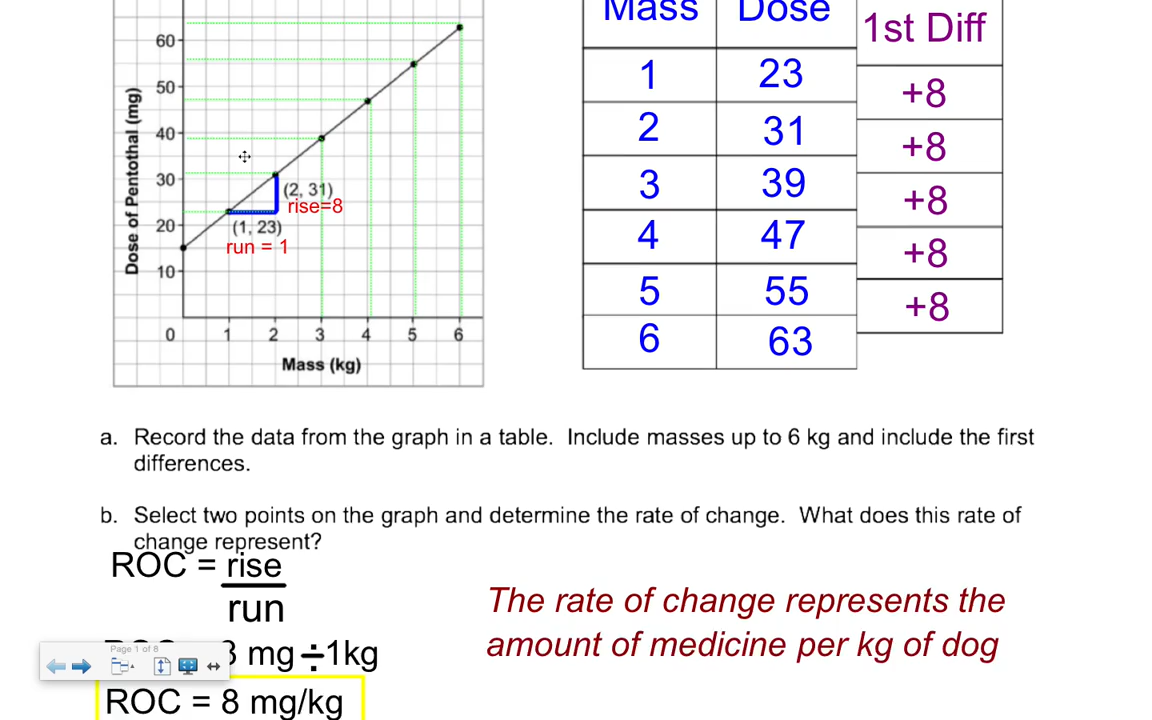 Mass Dose 1st Diff
60
50
40
30
20
10
0 1 2 3 4 5 6
Dose of Pentothal (mg)
Mass (kg)
(2, 31)
rise=8
(1, 23)
run = 1
1 23
+8
2 31
+8
3 39
+8
4 47
+8
5 55
+8
6 63
a. Record the data from the graph in a table. Include masses up to 6 kg and include the first
differences.
b. Select two points on the graph and determine the rate of change. What does this rate of
change represent?
ROC = rise
run
mg÷1kg
ROC = 8 mg/kg
The rate of change represents the
amount of medicine per kg of dog
Page 1 of 8